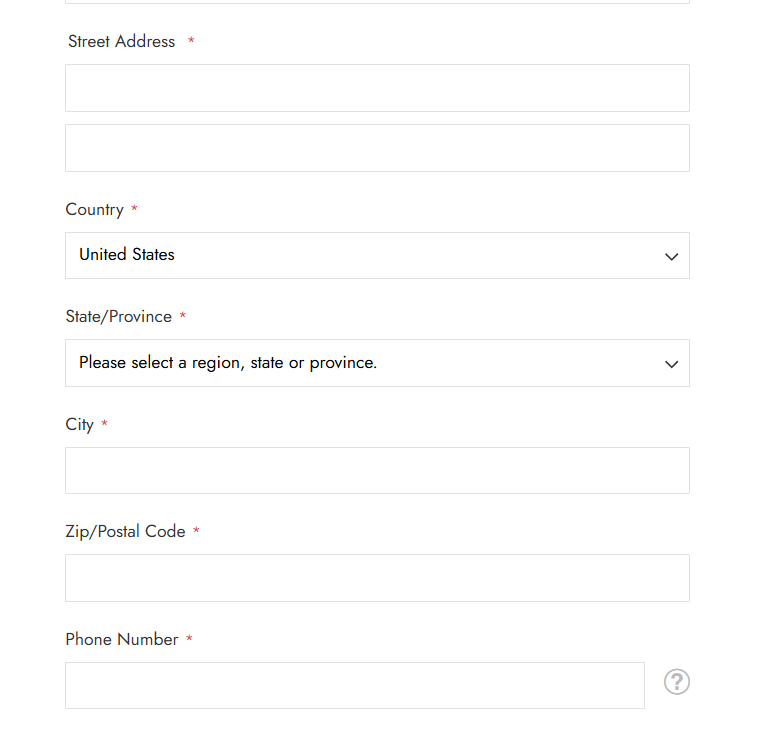 Street Address *
Country *
United States
State/Province *
Please select a region, state or province.
City *
Zip/Postal Code *
Phone Number *
?